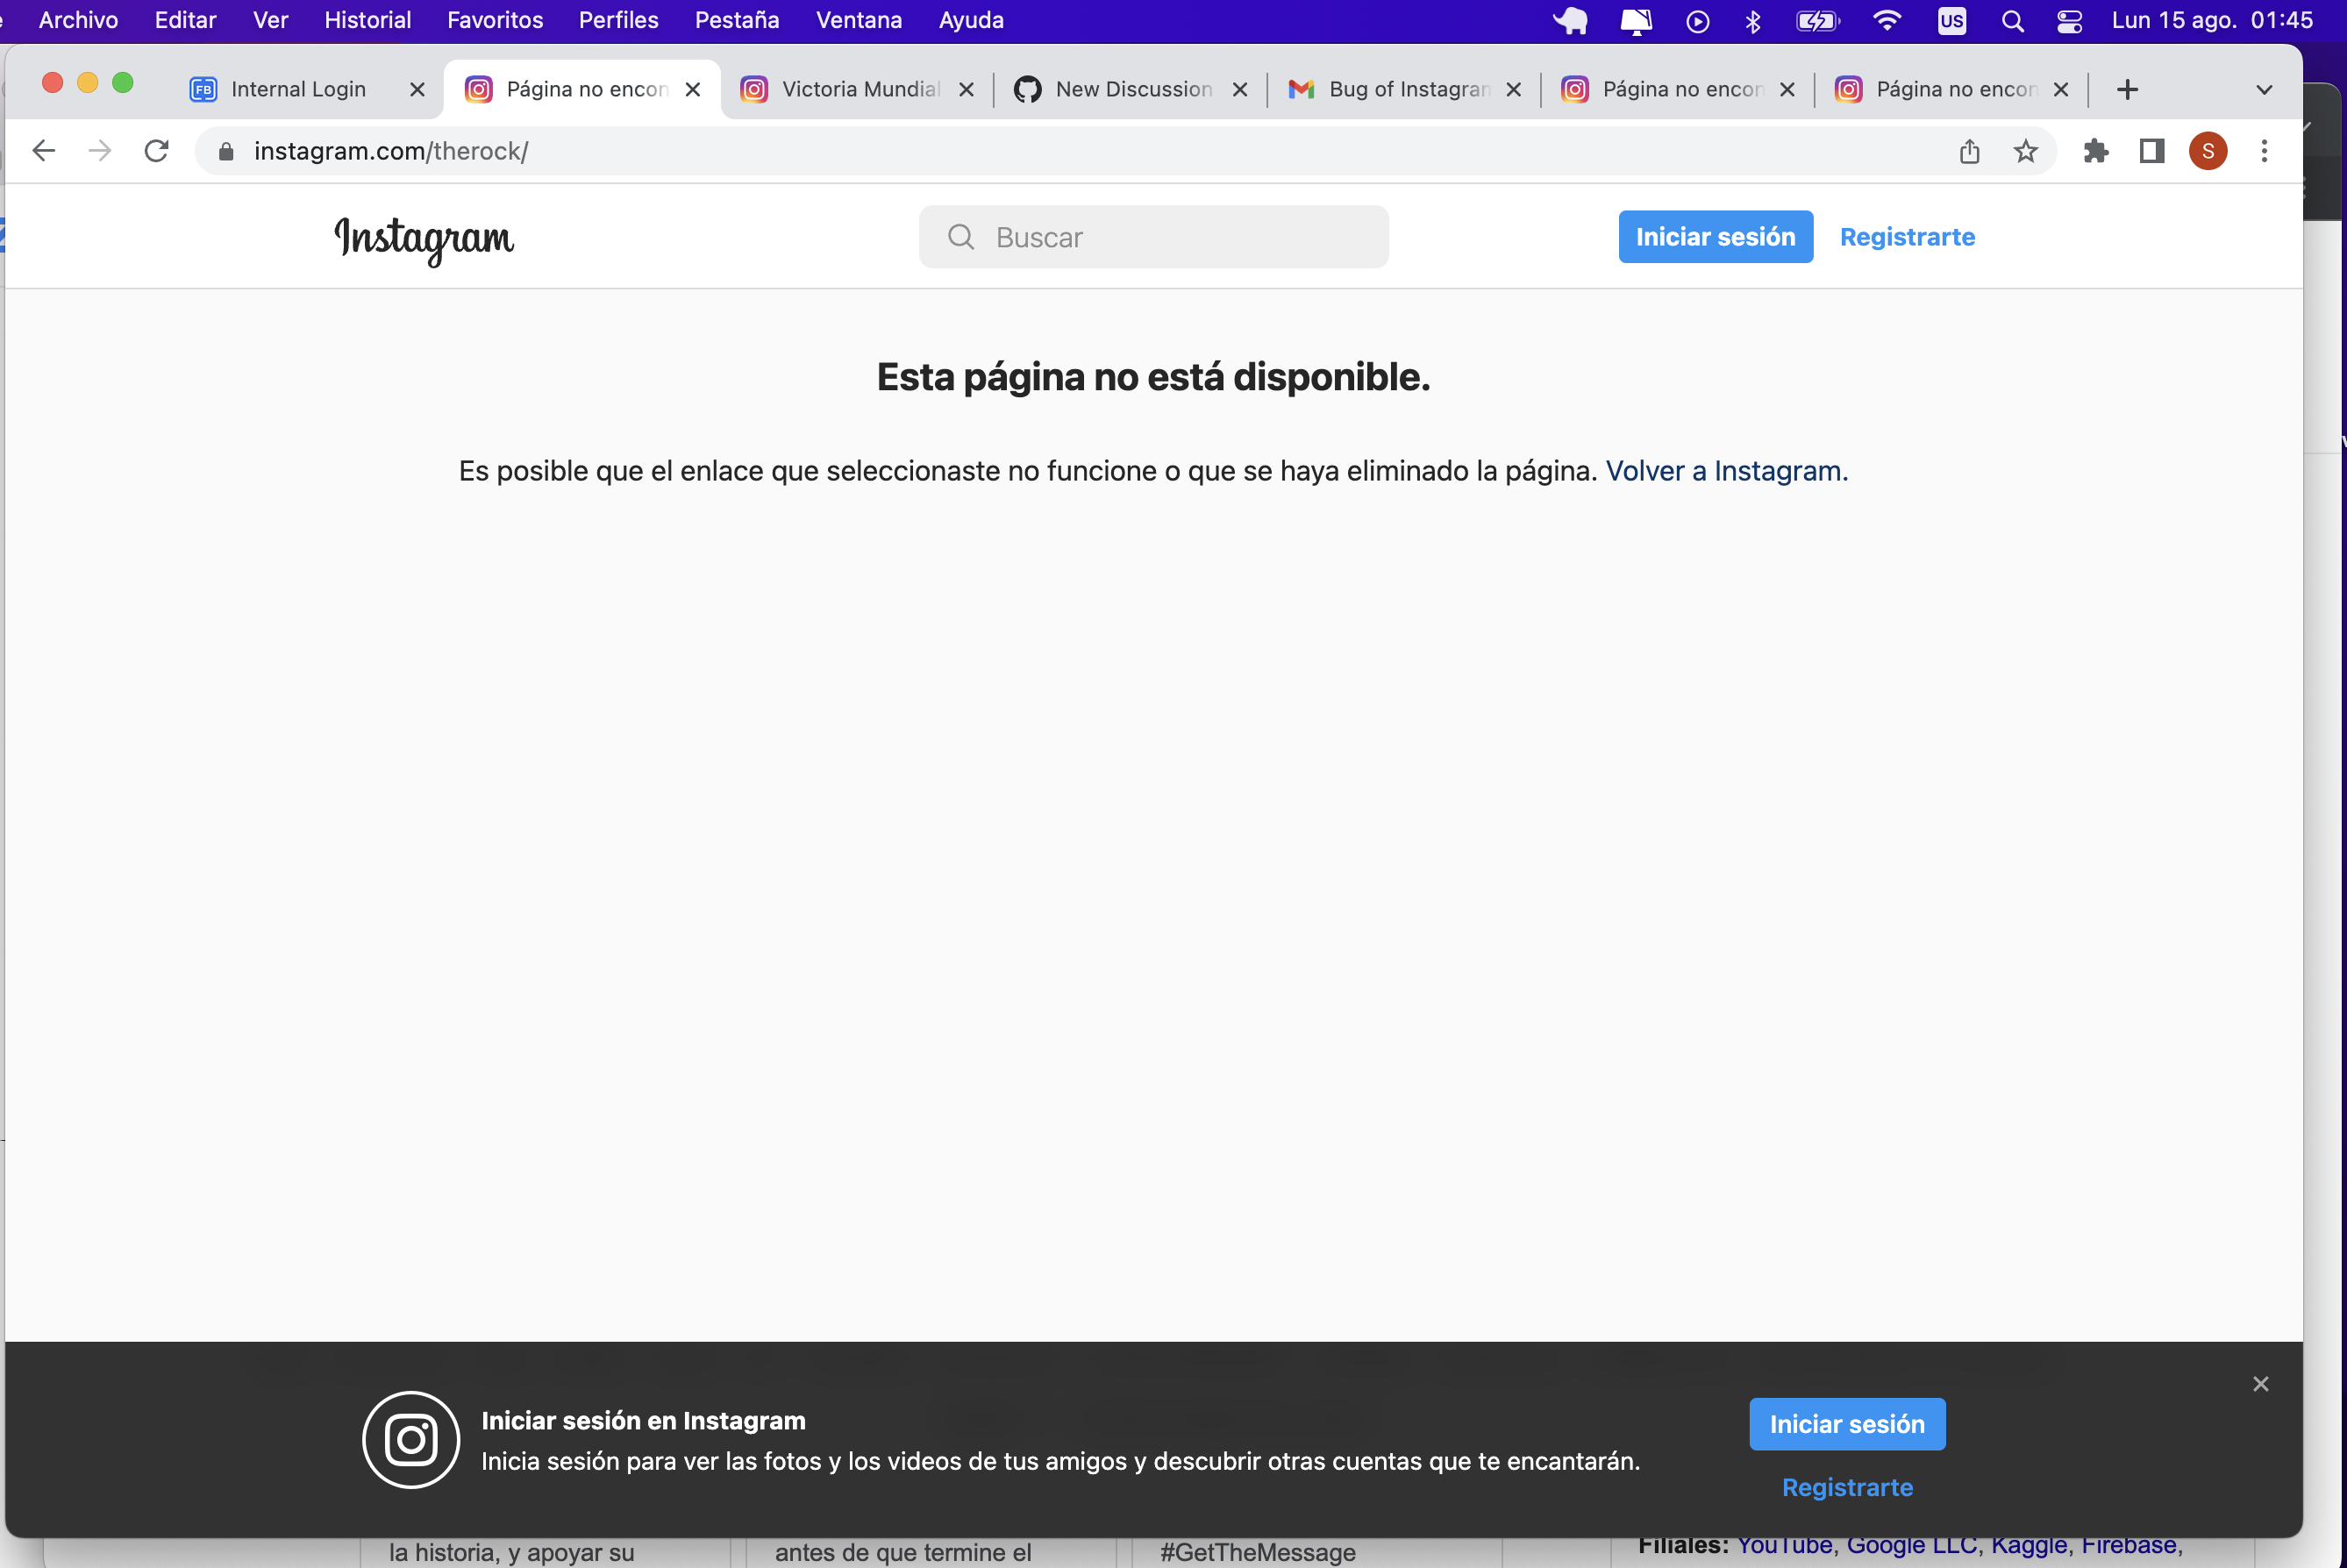 Archivo Editar Ver Historial Favoritos Perfiles Pestaña Ventana Ayuda US Lun 15 ago. 01:45
FB Internal Login Página no encon Victoria Mundial New Discussion Bug of Instagram Página no encon Página no encon
instagram.com/therock/ S
Instagram Buscar Iniciar sesión Registrarte
Esta página no está disponible.
Es posible que el enlace que seleccionaste no funcione o que se haya eliminado la página. Volver a Instagram.
Iniciar sesión en Instagram
Inicia sesión para ver las fotos y los videos de tus amigos y descubrir otras cuentas que te encantarán.
Iniciar sesión
Registrarte
la historia, y apoyar su antes de que termine el #GetTheMessage Filiales: YouTube, Google LLC, Kaggle, Firebase,